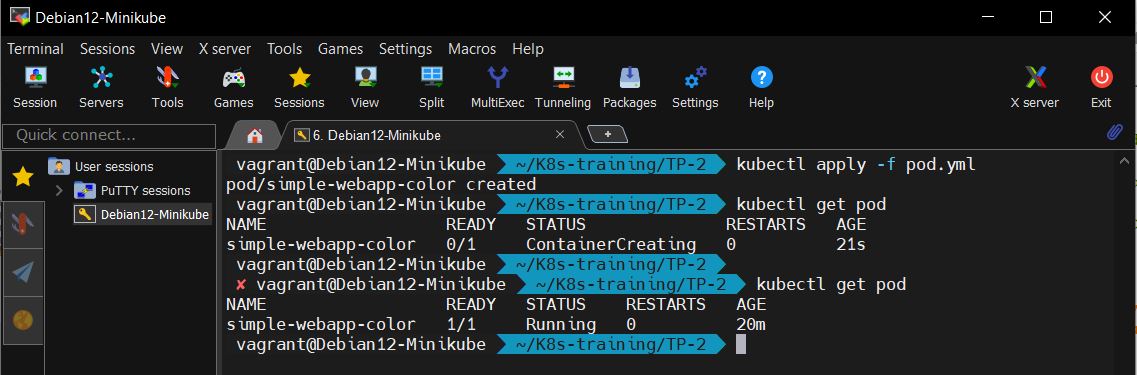 Debian12-Minikube
Terminal Sessions View X server Tools Games Settings Macros Help
Session Servers Tools Games Sessions View Split MultiExec Tunneling Packages Settings Help X server Exit
Quick connect...
6. Debian12-Minikube
User sessions
PuTTY sessions
Debian12-Minikube
vagrant@Debian12-Minikube ~/K8s-training/TP-2 kubectl apply -f pod.yml
pod/simple-webapp-color created
vagrant@Debian12-Minikube ~/K8s-training/TP-2 kubectl get pod
NAME READY STATUS RESTARTS AGE
simple-webapp-color 0/1 ContainerCreating 0 21s
vagrant@Debian12-Minikube ~/K8s-training/TP-2
✘ vagrant@Debian12-Minikube ~/K8s-training/TP-2 kubectl get pod
NAME READY STATUS RESTARTS AGE
simple-webapp-color 1/1 Running 0 20m
vagrant@Debian12-Minikube ~/K8s-training/TP-2